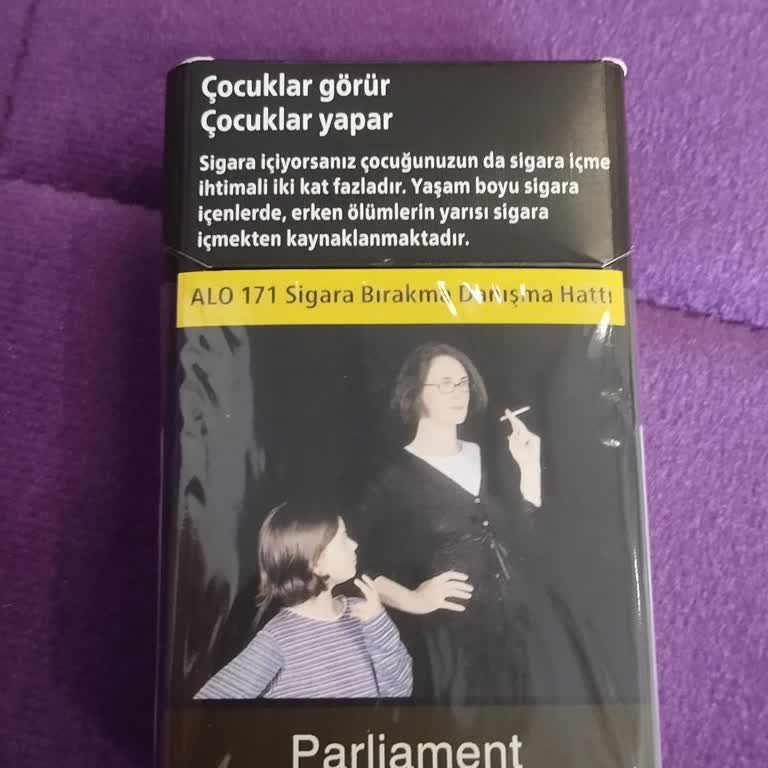 Çocuklar görür
Çocuklar yapar
Sigara içiyorsanız çocuğunuzun da sigara içme
ihtimali iki kat fazladır. Yaşam boyu sigara
içenlerde, erken ölümlerin yarısı sigara
içmekten kaynaklanmaktadır.
ALO 171 Sigara Bırakma Danışma Hattı
Parliament